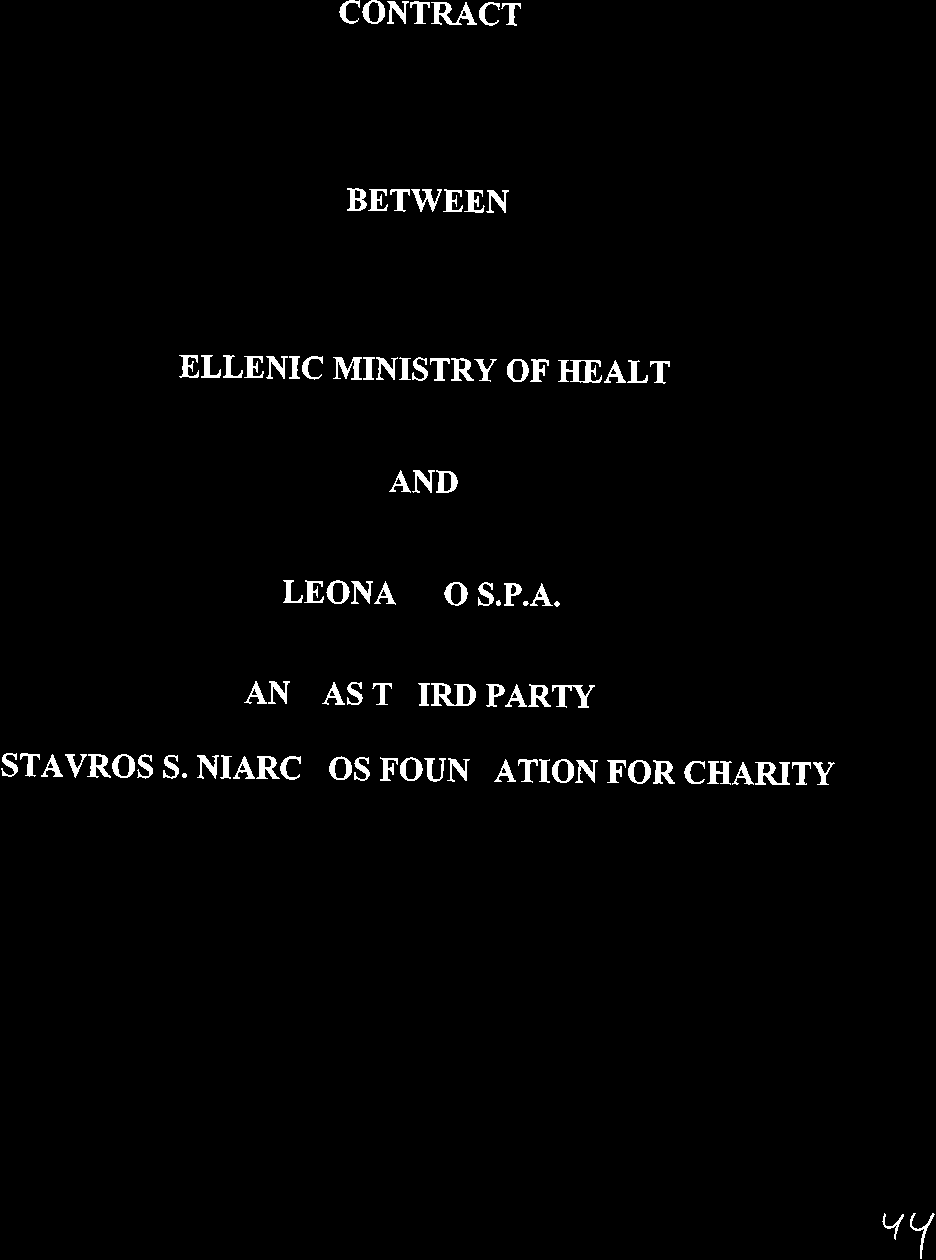 CONTRACT
BETWEEN
ELLENIC MINISTRY OF HEALT
AND
LEONA O S.P.A.
AN AS T IRD PARTY
STAVROS S. NIARC OS FOUN ATION FOR CHARITY
44